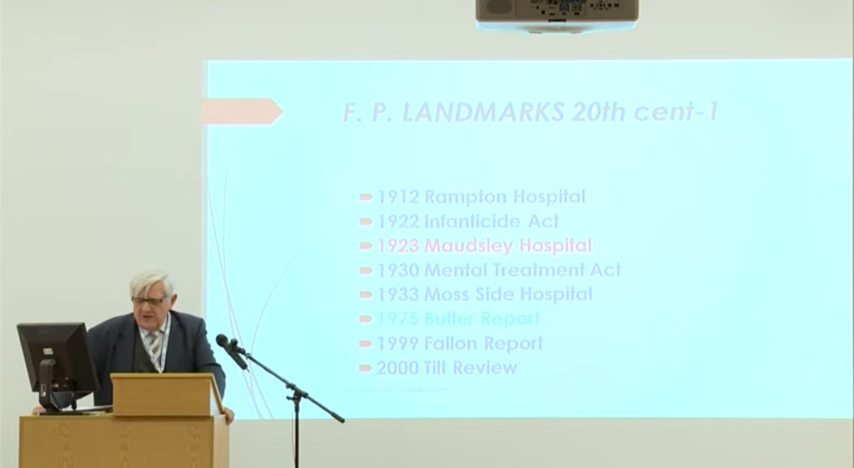 F. P. LANDMARKS 20th cent-1
1912 Rampton Hospital
1922 Infanticide Act
1923 Maudsley Hospital
1930 Mental Treatment Act
1933 Moss Side Hospital
1975 Butler Report
1999 Fallon Report
2000 Tilt Review